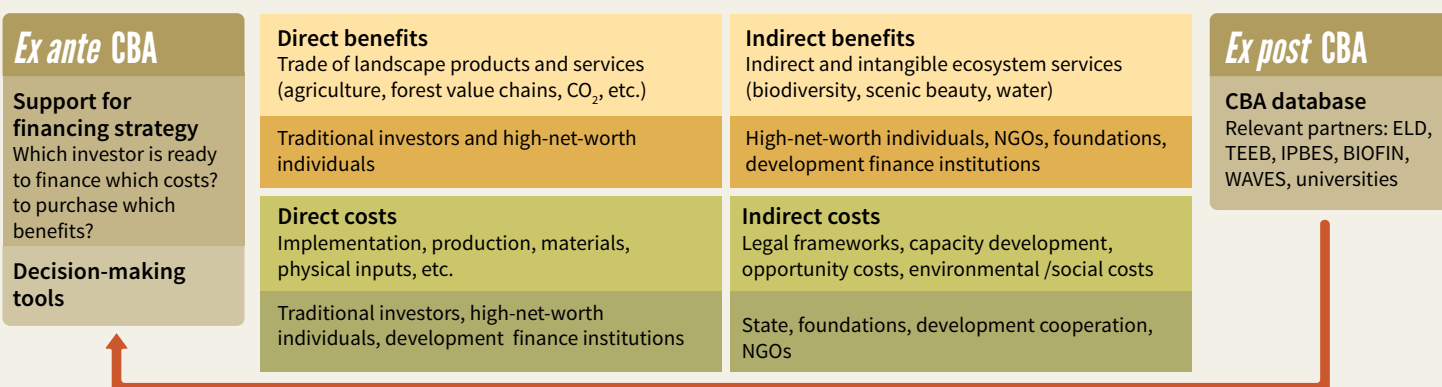 Ex ante CBA
Support for
financing strategy
Which investor is ready
to finance which costs?
to purchase which
benefits?
Decision-making
tools
Direct benefits
Trade of landscape products and services
(agriculture, forest value chains, CO₂, etc.)
Traditional investors and high-net-worth
individuals
Indirect benefits
Indirect and intangible ecosystem services
(biodiversity, scenic beauty, water)
High-net-worth individuals, NGOs, foundations,
development finance institutions
Direct costs
Implementation, production, materials,
physical inputs, etc.
Traditional investors, high-net-worth
individuals, development finance institutions
Indirect costs
Legal frameworks, capacity development,
opportunity costs, environmental /social costs
State, foundations, development cooperation,
NGOs
Ex post CBA
CBA database
Relevant partners: ELD,
TEEB, IPBES, BIOFIN,
WAVES, universities